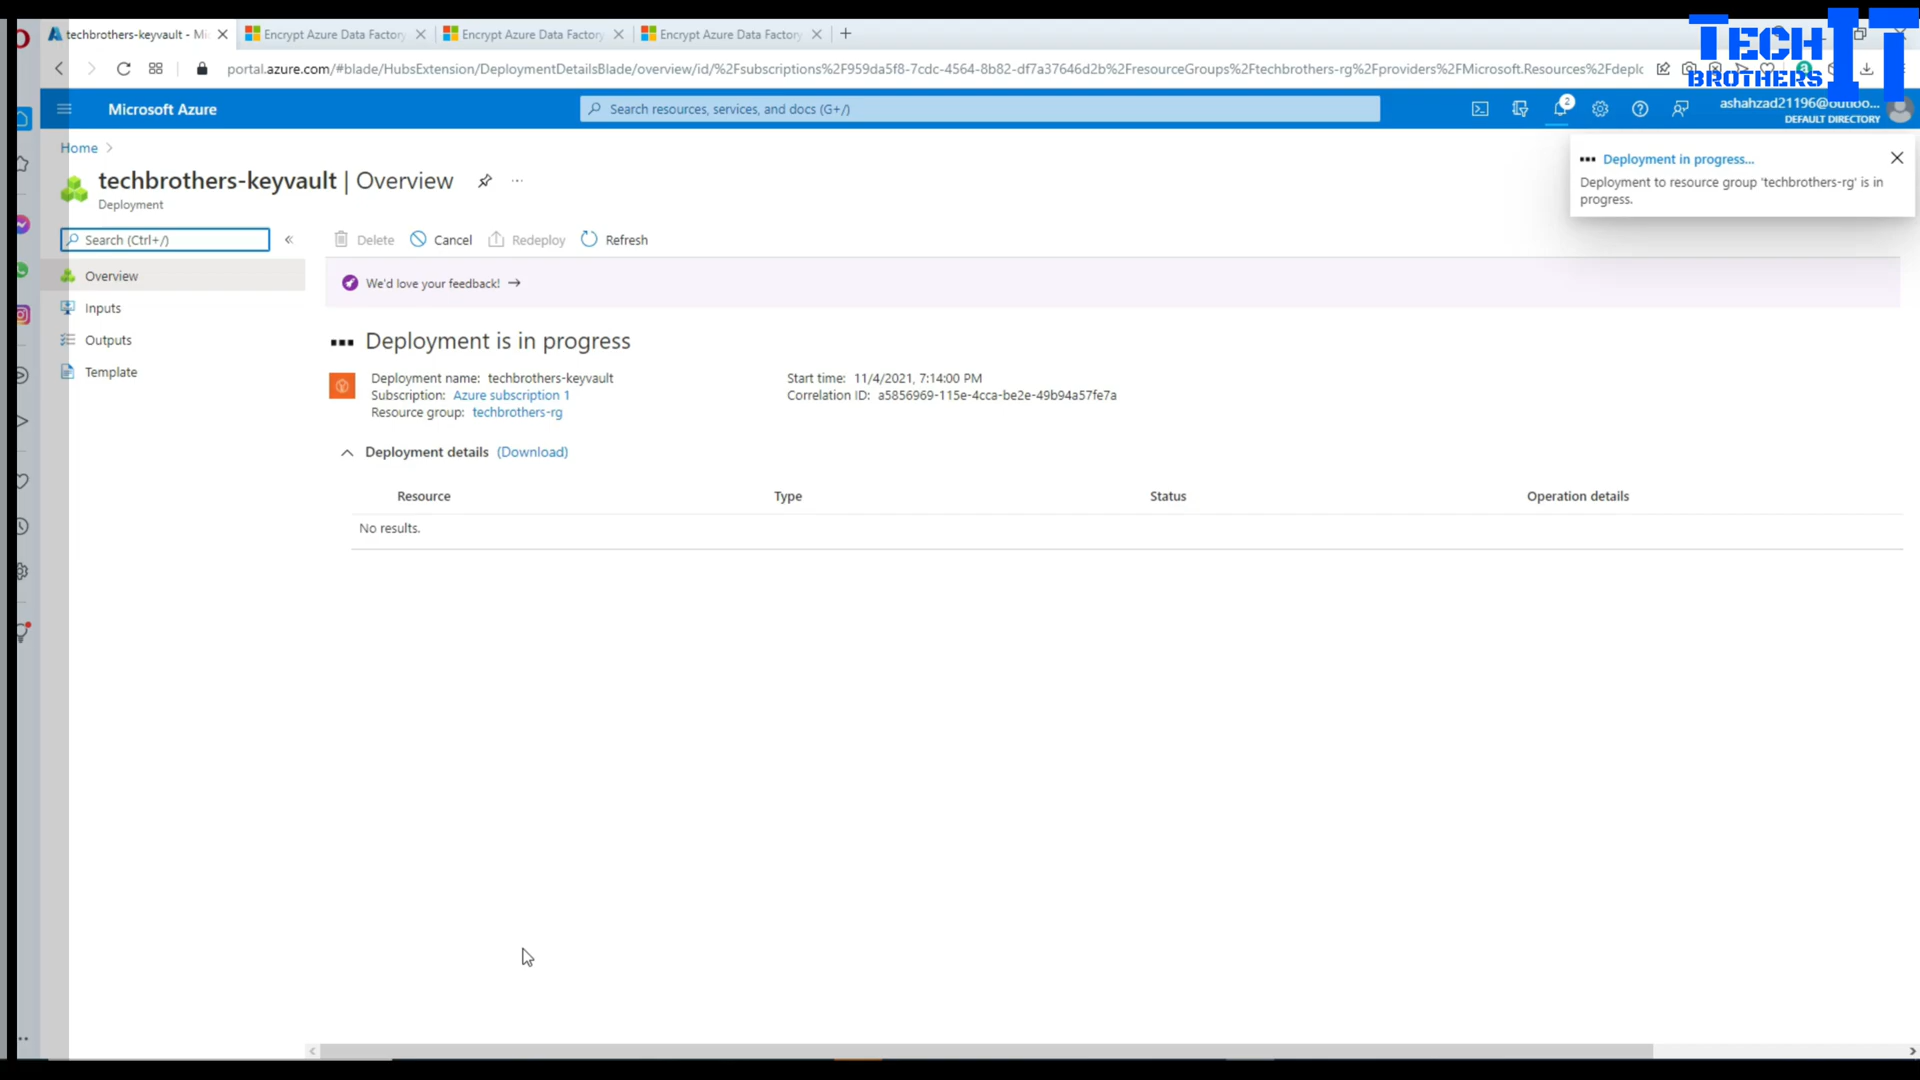 techbrothers-keyvault - Mi
Encrypt Azure Data Factory
Encrypt Azure Data Factory
Encrypt Azure Data Factory
portal.azure.com/#blade/HubsExtension/DeploymentDetailsBlade/overview/id/%2Fsubscriptions%2F959da5f8-7cdc-4564-8b82-df7a37646d2b%2FresourceGroups%2Ftechbrothers-rg%2Fproviders%2FMicrosoft.Resources%2Fdeplo
TECH IT
BROTHERS
Microsoft Azure
Search resources, services, and docs (G+/)
2
ashahzad21196@outloo...
DEFAULT DIRECTORY
Home
Deployment in progress...
Deployment to resource group 'techbrothers-rg' is in
progress.
techbrothers-keyvault | Overview
Deployment
Search (Ctrl+/)
Delete
Cancel
Redeploy
Refresh
Overview
Inputs
Outputs
Template
We'd love your feedback!
Deployment is in progress
Deployment name: techbrothers-keyvault
Subscription: Azure subscription 1
Resource group: techbrothers-rg
Start time: 11/4/2021, 7:14:00 PM
Correlation ID: a5856969-115e-4cca-be2e-49b94a57fe7a
Deployment details (Download)
Resource
Type
Status
Operation details
No results.